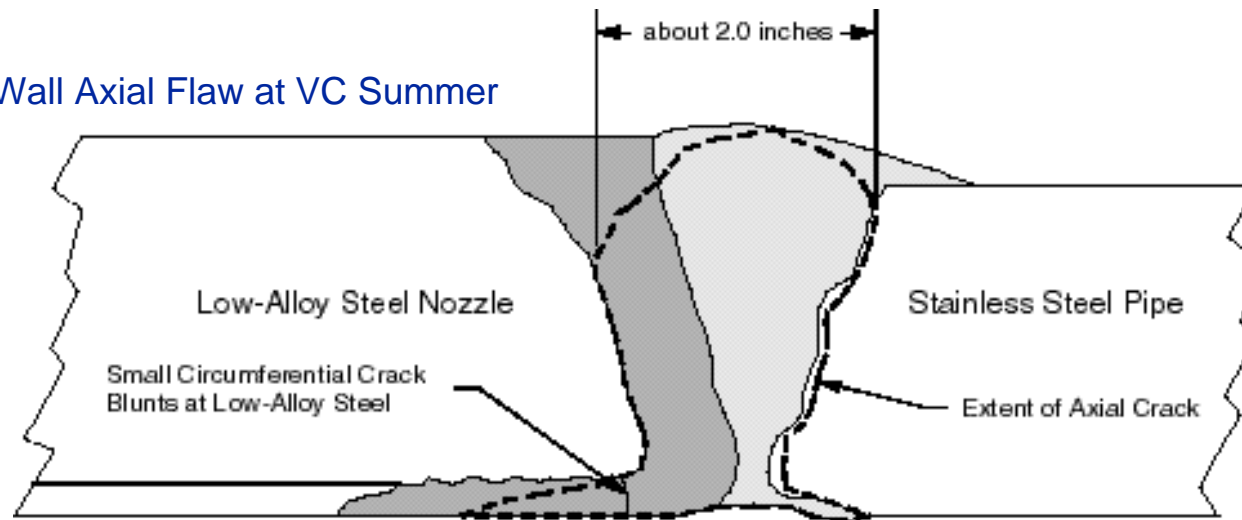 about 2.0 inches
Wall Axial Flaw at VC Summer
Low-Alloy Steel Nozzle
Stainless Steel Pipe
Small Circumferential Crack
Blunts at Low-Alloy Steel
Extent of Axial Crack